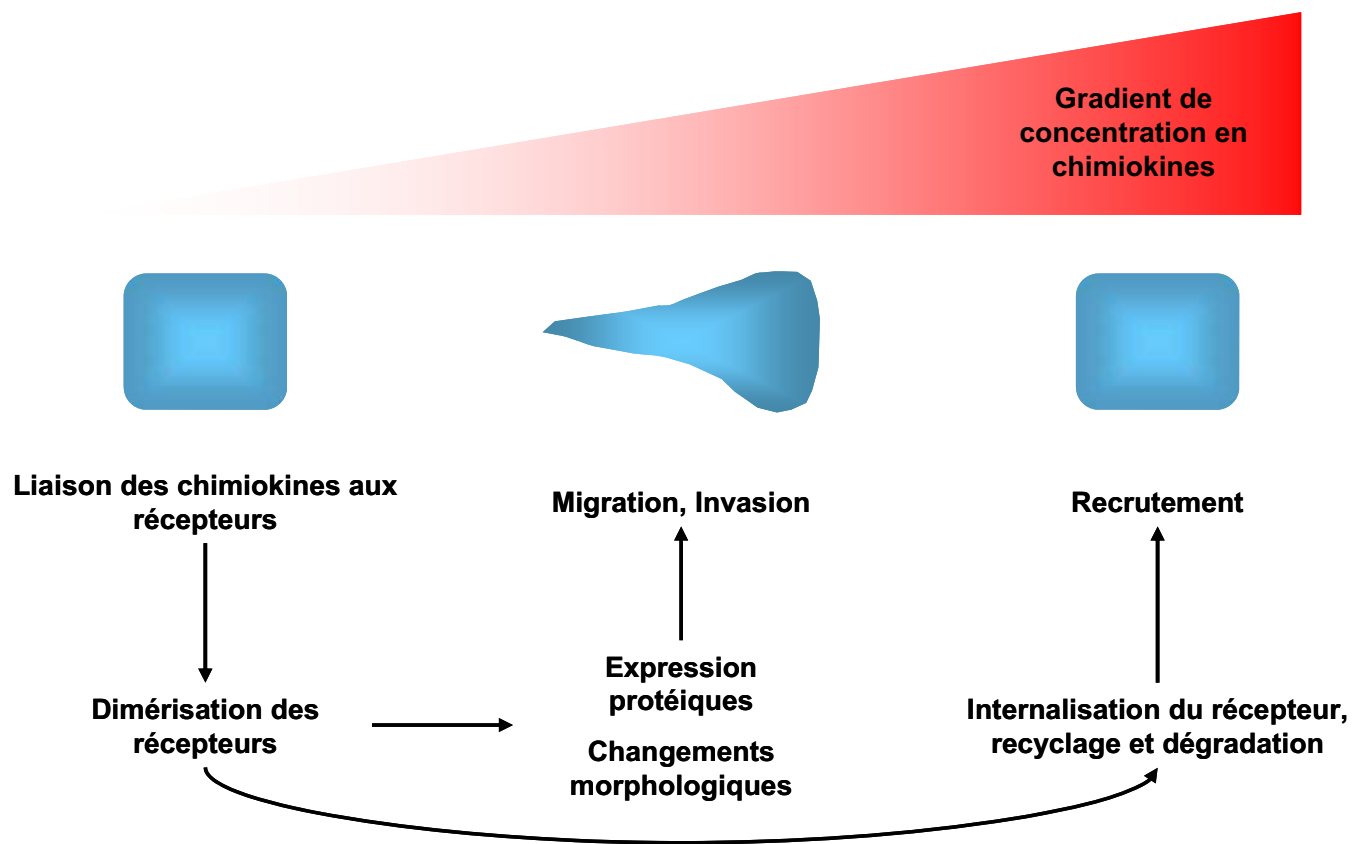 Gradient de
concentration en
chimiokines
Liaison des chimiokines aux
récepteurs
Migration, Invasion
Recrutement
Dimérisation des
récepteurs
Expression
protéiques
Changements
morphologiques
Internalisation du récepteur,
recyclage et dégradation